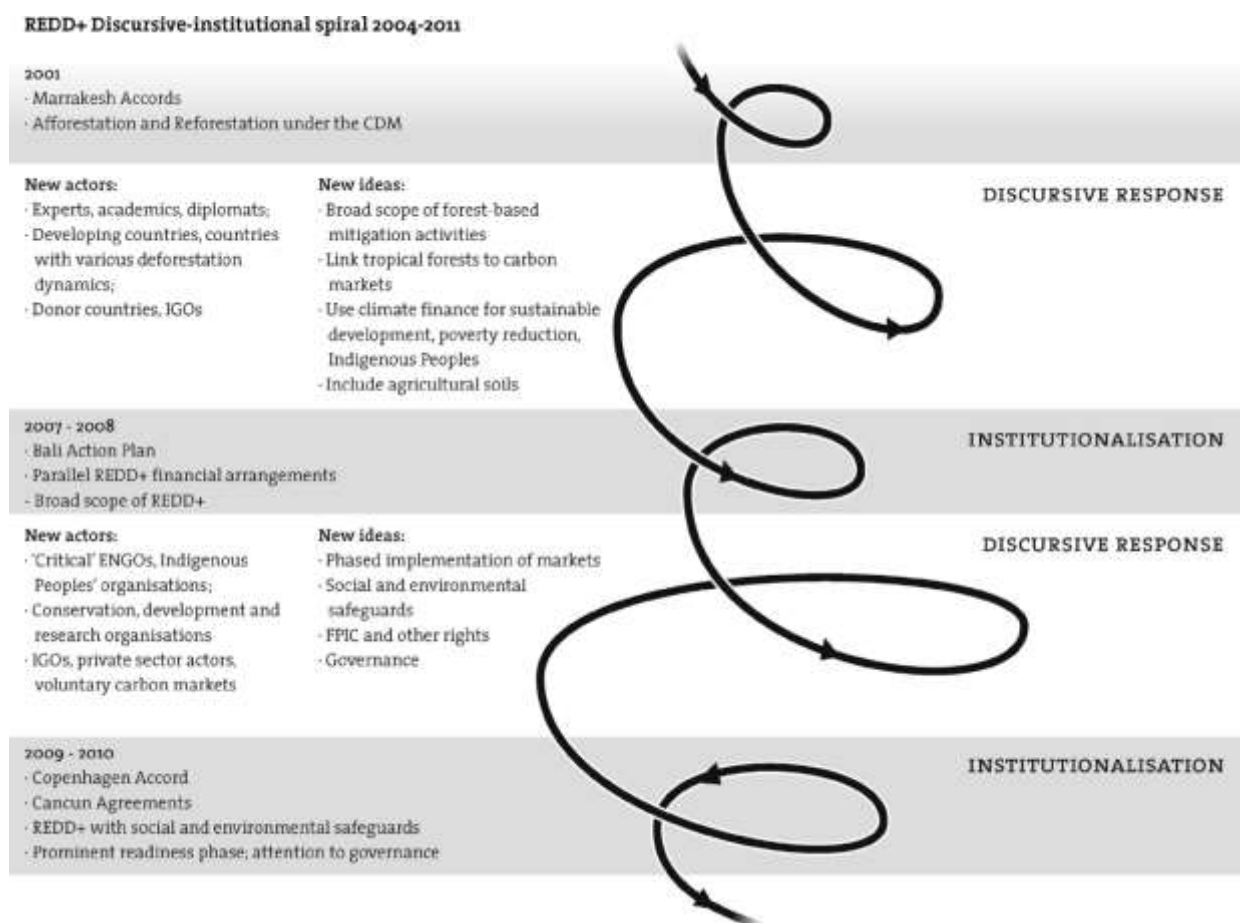 REDD+ Discursive-institutional spiral 2004-2011
2001
· Marrakesh Accords
· Afforestation and Reforestation under the CDM
DISCURSIVE RESPONSE
New actors:
· Experts, academics, diplomats;
· Developing countries, countries
with various deforestation
dynamics;
· Donor countries, IGOs
New ideas:
· Broad scope of forest-based
mitigation activities
· Link tropical forests to carbon
markets
· Use climate finance for sustainable
development, poverty reduction,
Indigenous Peoples
· Include agricultural soils
2007 - 2008
· Bali Action Plan
· Parallel REDD+ financial arrangements
- Broad scope of REDD+
INSTITUTIONALISATION
New actors:
· 'Critical' ENGOs, Indigenous
Peoples' organisations;
· Conservation, development and
research organisations
· IGOs, private sector actors,
voluntary carbon markets
New ideas:
· Phased implementation of markets
· Social and environmental
safeguards
· FPIC and other rights
· Governance
DISCURSIVE RESPONSE
2009 - 2010
· Copenhagen Accord
· Cancun Agreements
· REDD+ with social and environmental safeguards
· Prominent readiness phase; attention to governance
INSTITUTIONALISATION